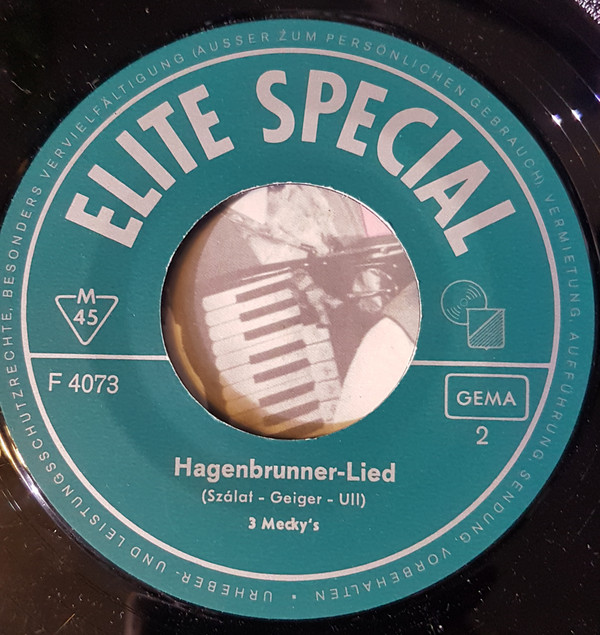 URHEBER- UND LEISTUNGSSCHUTZRECHTE, BESONDERS VERVIELFÄLTIGUNG (AUSSER ZUM PERSÖNLICHEN GEBRAUCH), VERMIETUNG, AUFFÜHRUNG, SENDUNG, VORBEHALTEN •
ELITE SPECIAL
M
45
F 4073
GEMA
2
Hagenbrunner-Lied
(Szálat - Geiger - Ull)
3 Mecky's